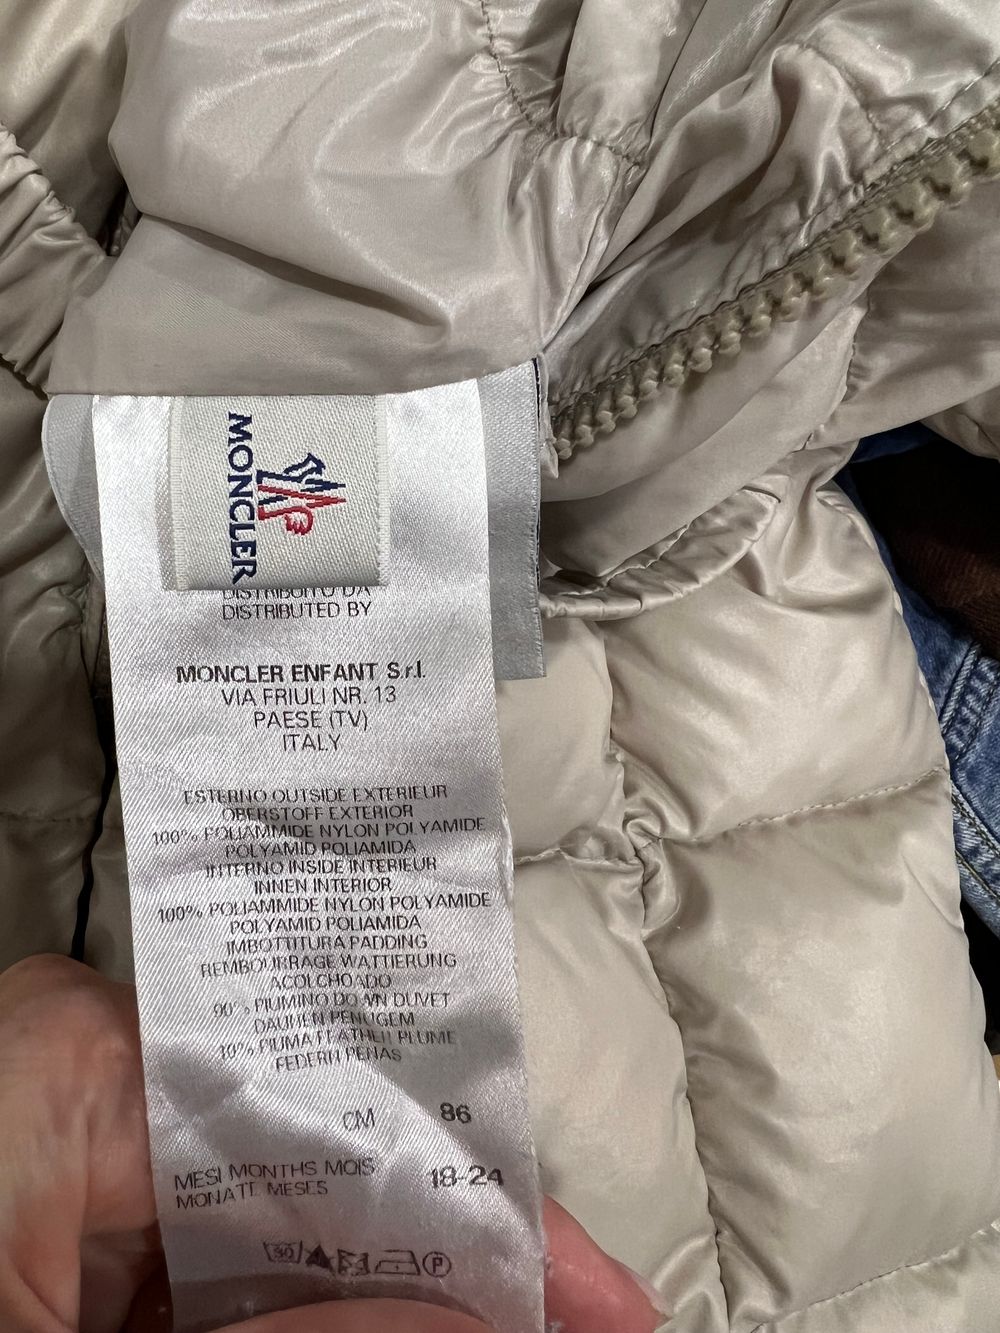 MONCLER
DISTRIBUITO DA
DISTRIBUTED BY
MONCLER ENFANT S.r.l.
VIA FRIULI NR. 13
PAESE (TV)
ITALY
ESTERNO OUTSIDE EXTERIEUR
OBERSTOFF EXTERIOR
100% POLIAMMIDE NYLON POLYAMIDE
POLYAMID POLIAMIDA
INTERNO INSIDE INTERIEUR
INNEN INTERIOR
100% POLIAMMIDE NYLON POLYAMIDE
POLYAMID POLIAMIDA
IMBOTTITURA PADDING
REMBOURRAGE WATTIERUNG
ACOLCHOADO
90% PIUMINO DOWN DUVET
DAUNEN PENUGEM
10% PIUMA FEATHER PLUME
FEDERN PENAS
CM 86
MESI MONTHS MOIS 18-24
MONATE MESES
30 P